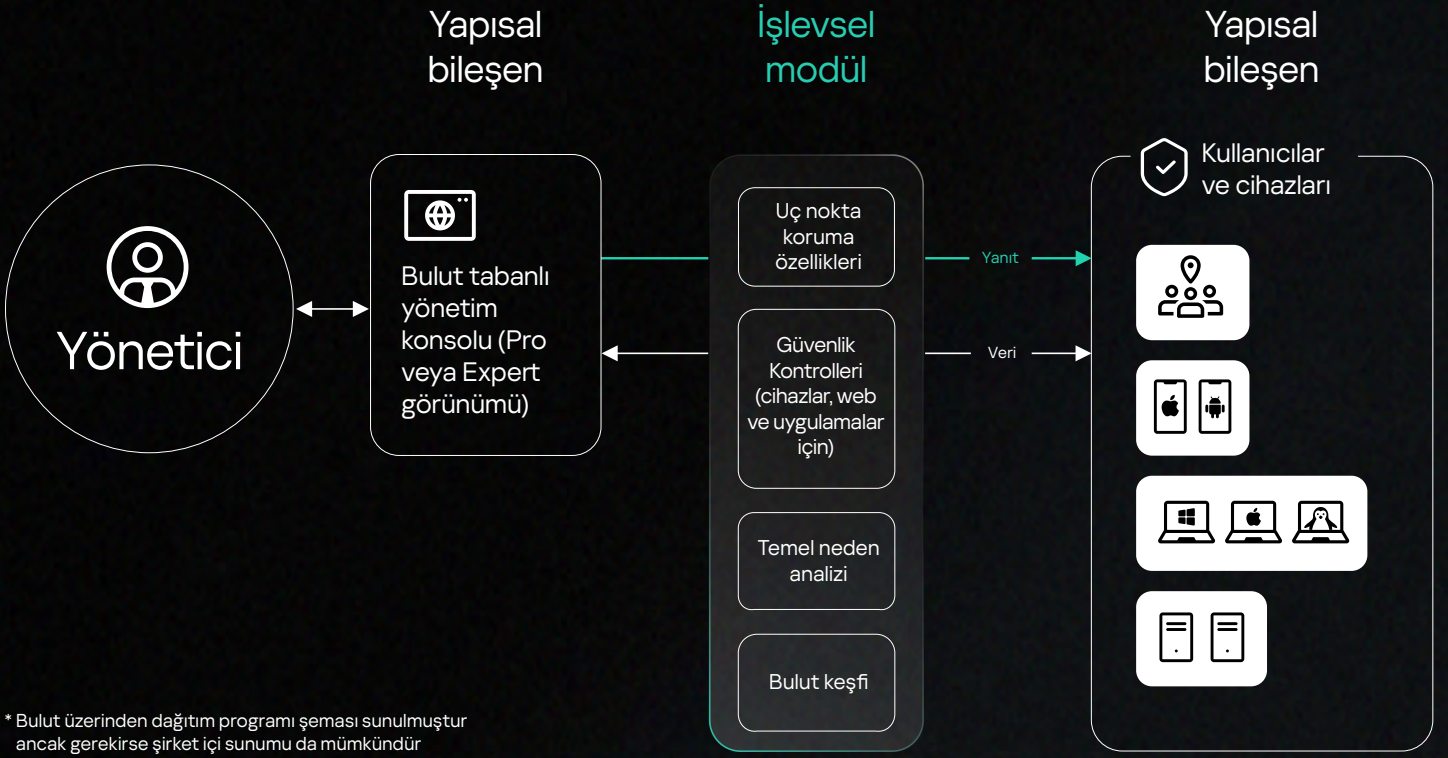 Yapısal
bileşen
İşlevsel
modül
Yapısal
bileşen
Yönetici
Bulut tabanlı
yönetim
konsolu (Pro
veya Expert
görünümü)
Uç nokta
koruma
özellikleri
Güvenlik
Kontrolleri
(cihazlar, web
ve uygulamalar
için)
Temel neden
analizi
Bulut keşfi
Yanıt
Veri
Kullanıcılar
ve cihazları
* Bulut üzerinden dağıtım programı şeması sunulmuştur
ancak gerekirse şirket içi sunumu da mümkündür